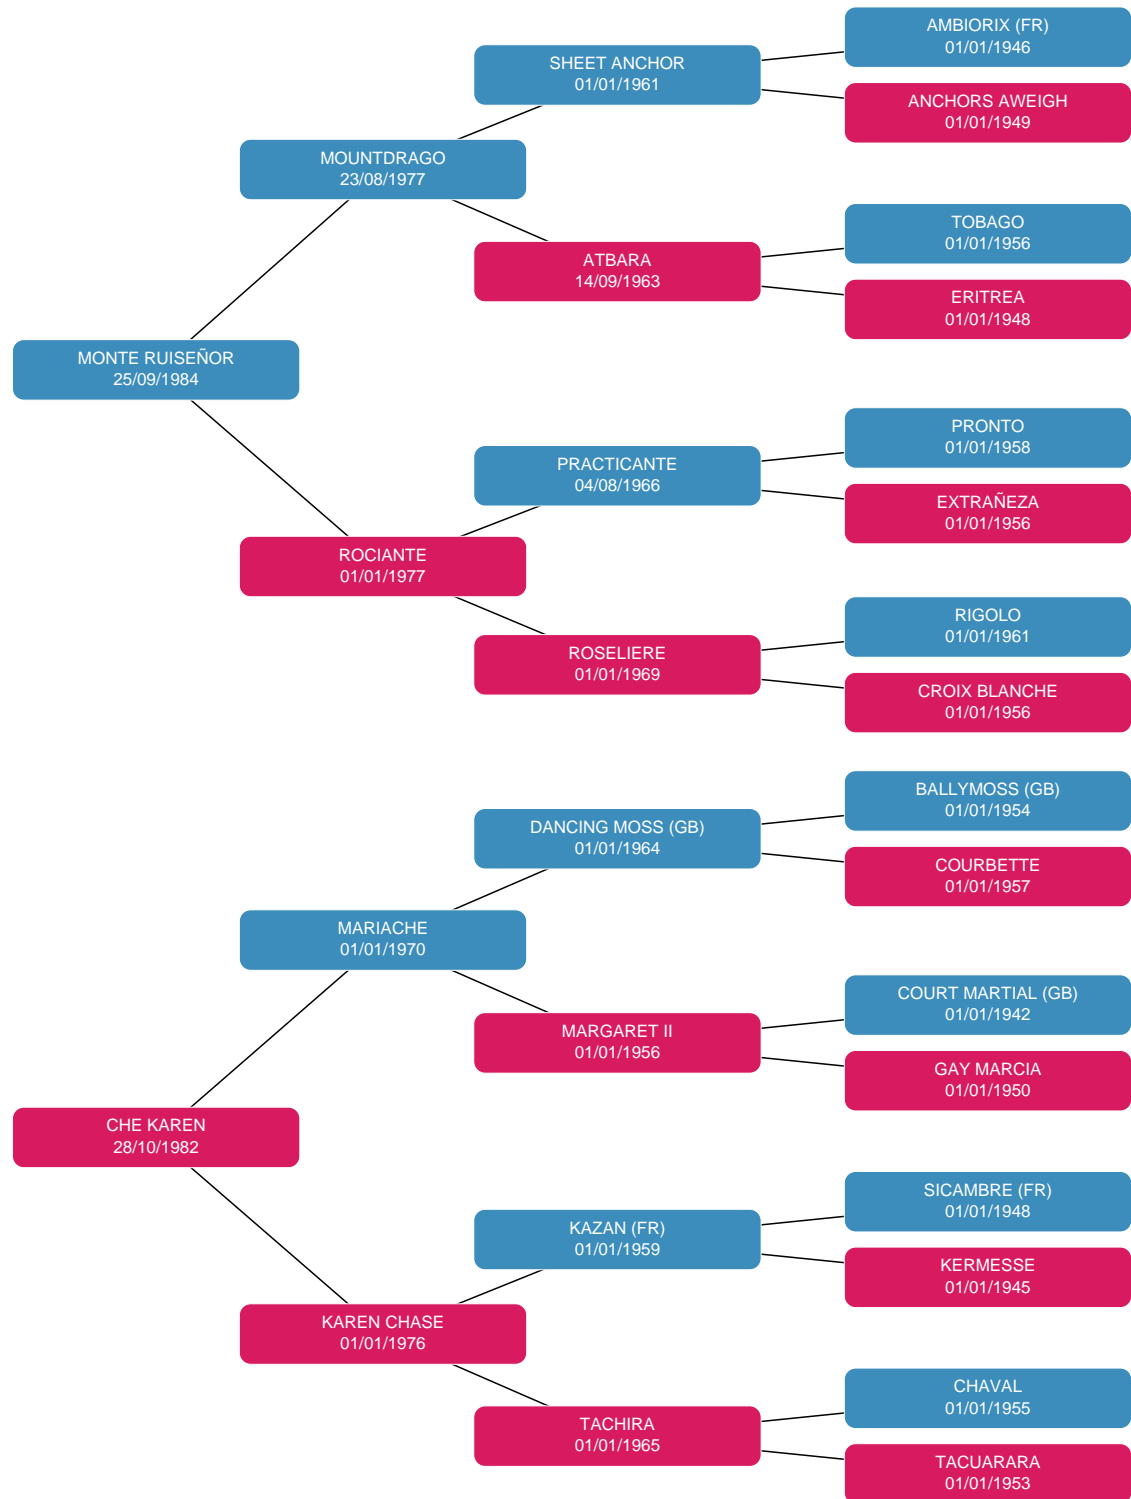 AMBIORIX (FR)
01/01/1946
SHEET ANCHOR
01/01/1961
ANCHORS AWEIGH
01/01/1949
MOUNTDRAGO
23/08/1977
TOBAGO
01/01/1956
ATBARA
14/09/1963
ERITREA
01/01/1948
MONTE RUISEÑOR
25/09/1984
PRONTO
01/01/1958
PRACTICANTE
04/08/1966
EXTRAÑEZA
01/01/1956
ROCIANTE
01/01/1977
RIGOLO
01/01/1961
ROSELIERE
01/01/1969
CROIX BLANCHE
01/01/1956
BALLYMOSS (GB)
01/01/1954
DANCING MOSS (GB)
01/01/1964
COURBETTE
01/01/1957
MARIACHE
01/01/1970
COURT MARTIAL (GB)
01/01/1942
MARGARET II
01/01/1956
GAY MARCIA
01/01/1950
CHE KAREN
28/10/1982
SICAMBRE (FR)
01/01/1948
KAZAN (FR)
01/01/1959
KERMESSE
01/01/1945
KAREN CHASE
01/01/1976
CHAVAL
01/01/1955
TACHIRA
01/01/1965
TACUARARA
01/01/1953